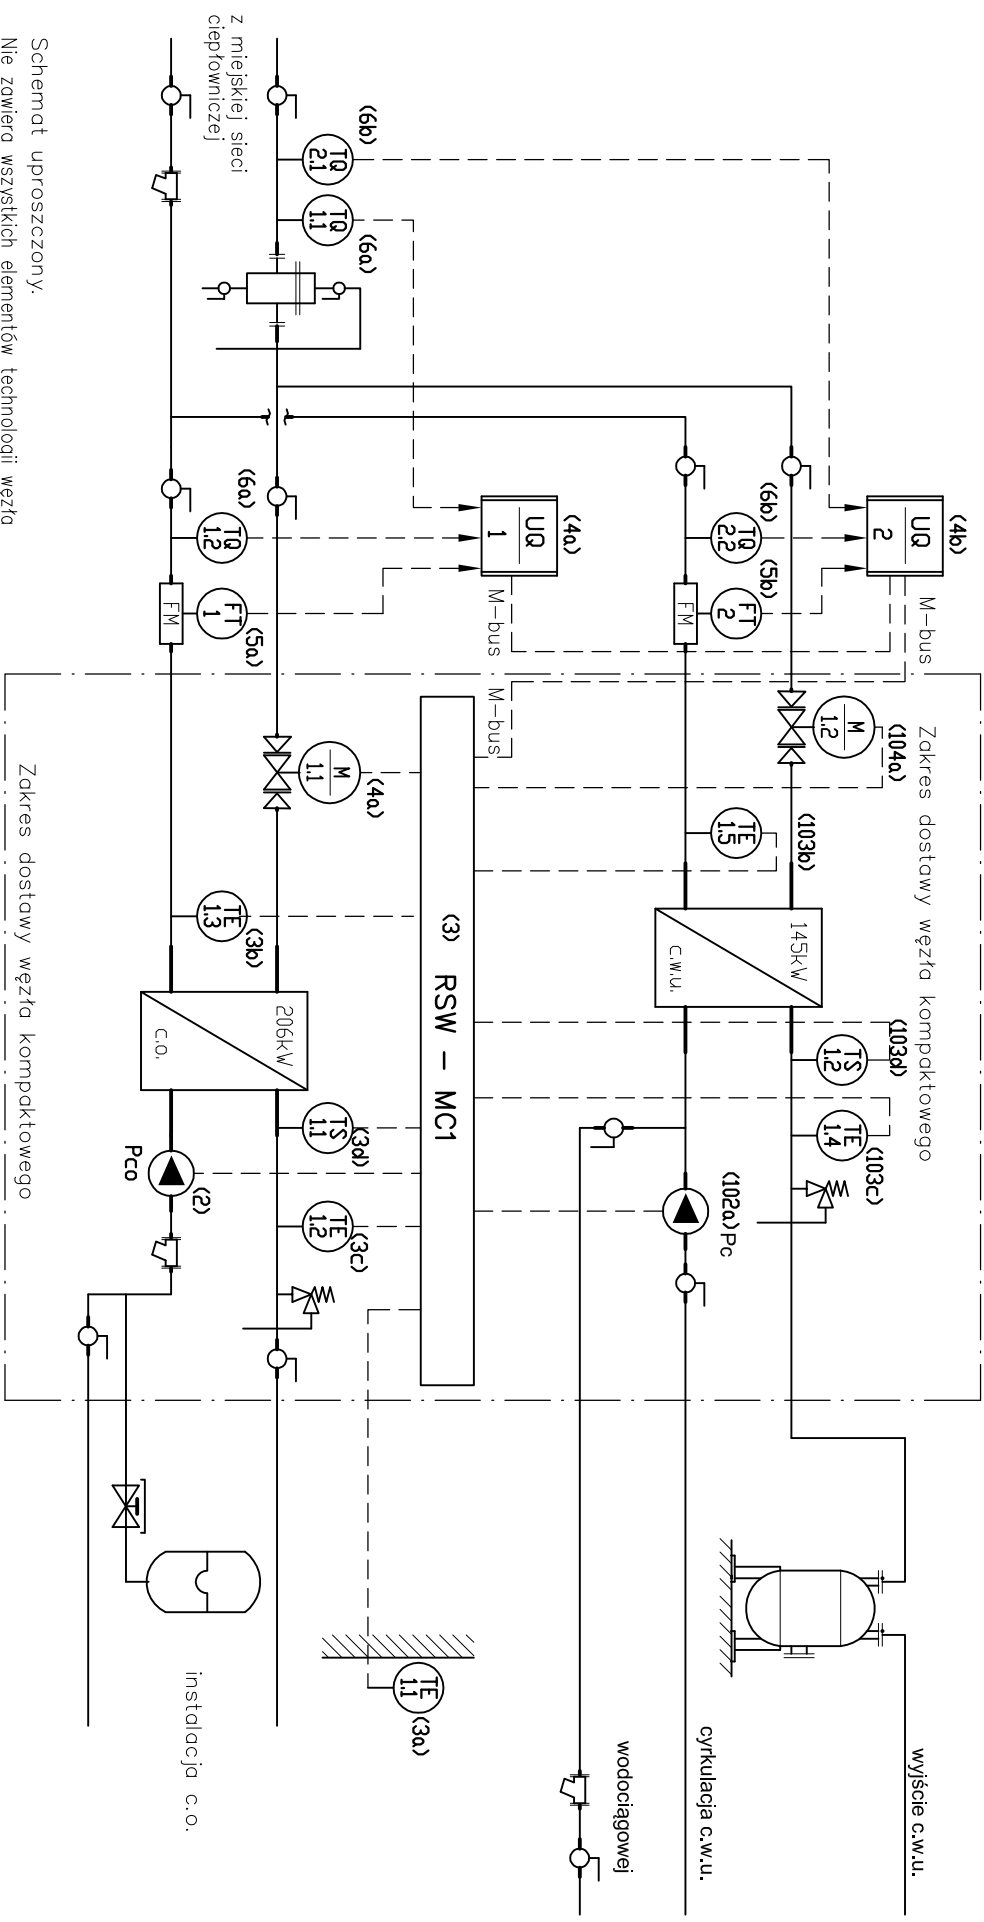 z miejskiej sieci
ciepłowniczej
(6b)
TQ
2.1
TQ
1.1
(6a)
(4b)
UQ
2
(6b)
TQ
2.2
(5b)
FT
2
FM
M-bus
(4a)
UQ
1
M-bus
M-bus
(6a)
TQ
1.2
FT
1
(5a)
FM
Zakres dostawy węzła kompaktowego
(104a)
M
1.2
TE
1.5
(103b)
145kW
c.w.u.
(103d)
TS
1.2
TE
1.4
(103c)
(102a) Pc
(3) RSW - MC1
M
1.1
(4a)
TE
1.3
(3b)
206kW
c.o.
TS
1.1
(3d)
Pco
(2)
TE
1.2
(3c)
Zakres dostawy węzła kompaktowego
TE
1.1
(3a)
wyjście c.w.u.
cyrkulacja c.w.u.
wodociągowej
instalacja c.o.
Schemat uproszczony.
Nie zawiera wszystkich elementów technologii węzła